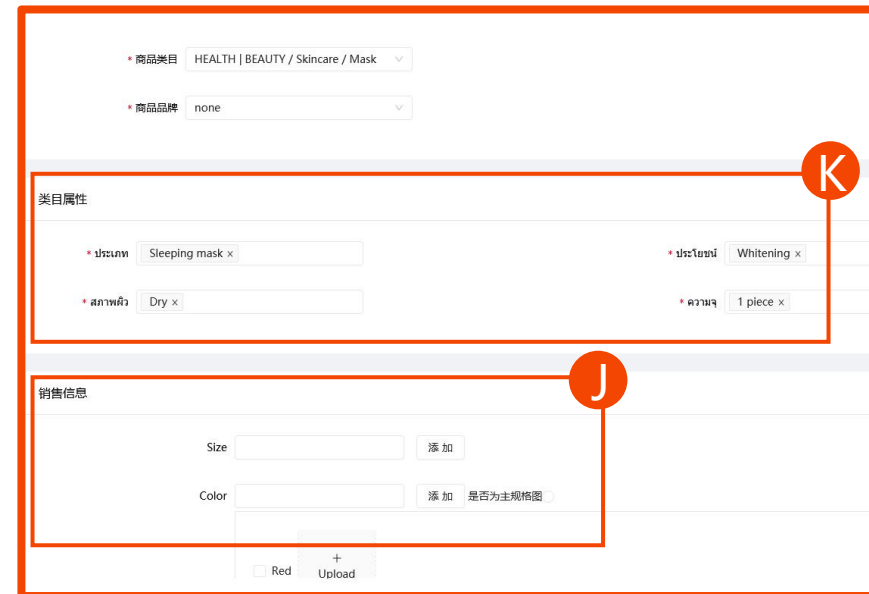 * 商品类目 HEALTH | BEAUTY / Skincare / Mask
* 商品品牌 none
K
类目属性
* ประเภท Sleeping mask × * ประโยชน์ Whitening ×
* สภาพผิว Dry × * ความจุ 1 piece ×
J
销售信息
Size 添 加
Color 添 加 是否为主规格图
+
Red Upload